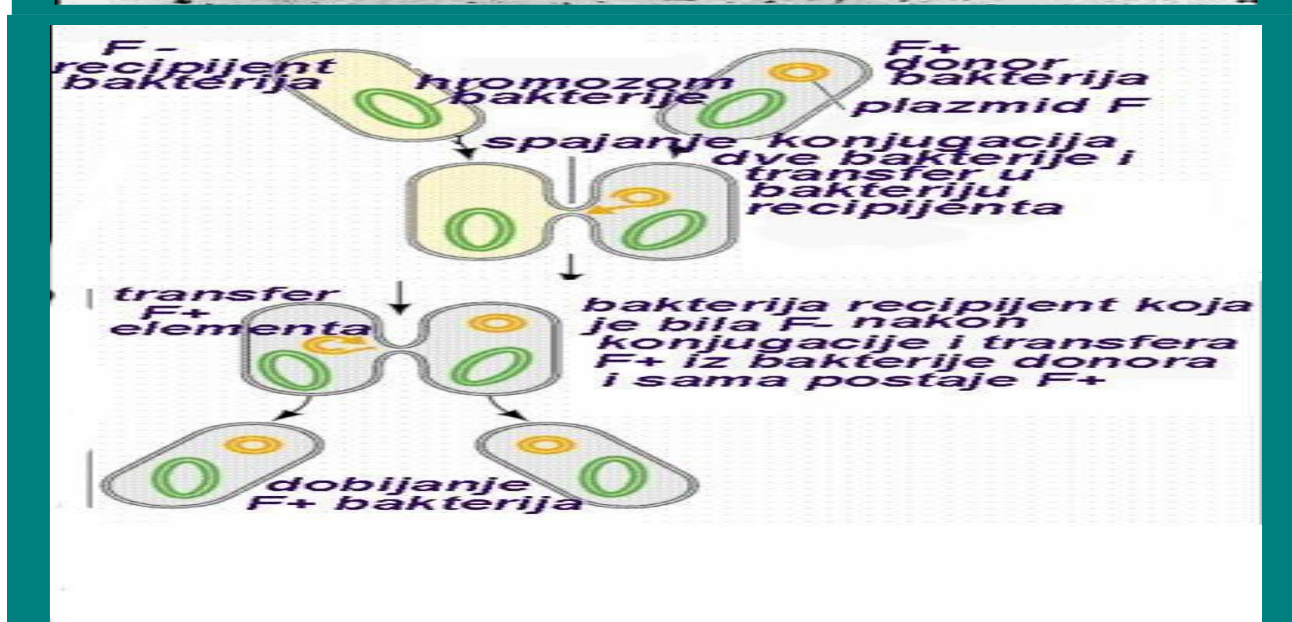 F -
recipijent
bakterija
hromozom
bakterije
F+
donor
bakterija
plazmid F
spajanje konjugacija
dve bakterije i
transfer u
bakteriju
recipijenta
transfer
F+
elementa
bakterija recipijent koja
je bila F- nakon
konjugacije i transfera
F+ iz bakterije donora
i sama postaje F+
dobijanje
F+ bakterija